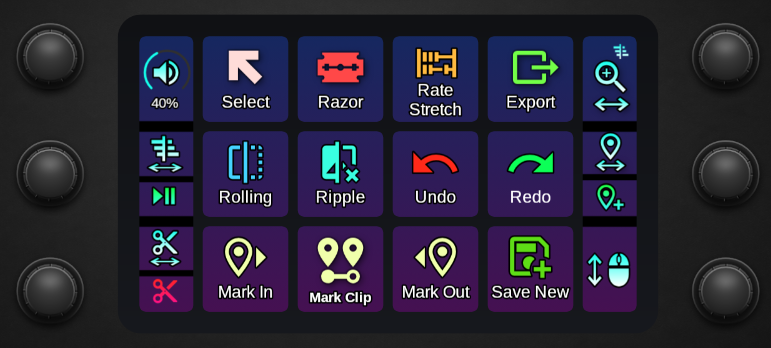 40%
Select
Razor
Rate
Stretch
Export
Rolling
Ripple
Undo
Redo
Mark In
Mark Clip
Mark Out
Save New